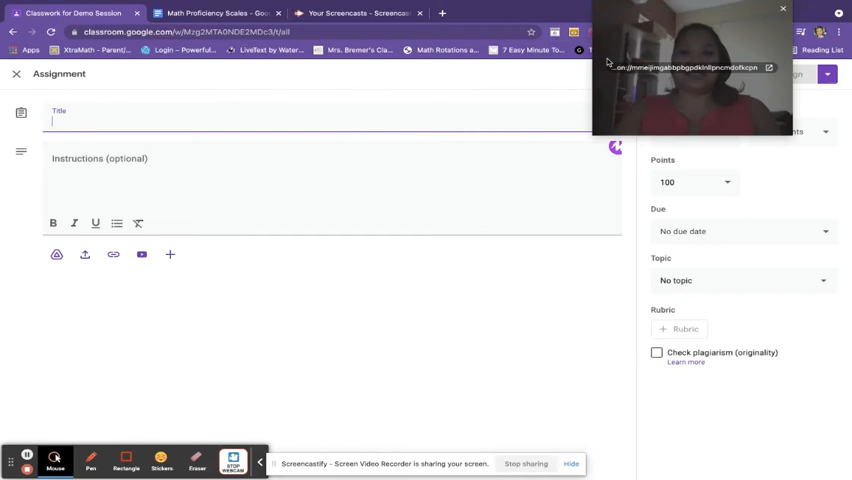 Classwork for Demo Session
Math Proficiency Scales - Goo
Your Screencasts - Screencas
classroom.google.com/w/Mzg2MTA0NDE2MDc3/t/all
Apps
XtraMath - Parent/...
Login – Powerful...
LiveText by Water...
Mrs. Bremer's Clas...
Math Rotations a...
7 Easy Minute To...
Reading List
Assignment
...on://mmeijimgabbpbgpdklnllpncmdofkcpn
Title
Instructions (optional)
Points
100
Due
No due date
Topic
No topic
Rubric
Rubric
Check plagiarism (originality)
Learn more
Mouse
Pen
Rectangle
Stickers
Eraser
STOP WEBCAM
Screencastify - Screen Video Recorder is sharing your screen.
Stop sharing
Hide